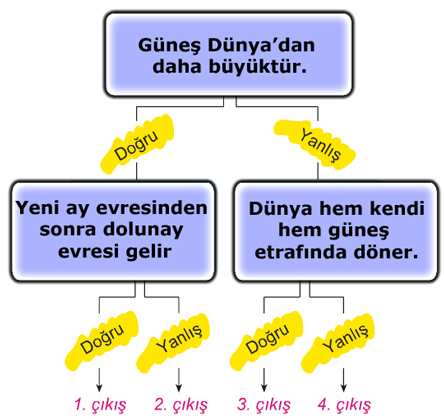 Güneş Dünya'dan
daha büyüktür.
Doğru
Yanlış
Yeni ay evresinden
sonra dolunay
evresi gelir
Dünya hem kendi
hem güneş
etrafında döner.
Doğru
Yanlış
Doğru
Yanlış
1. çıkış
2. çıkış
3. çıkış
4. çıkış